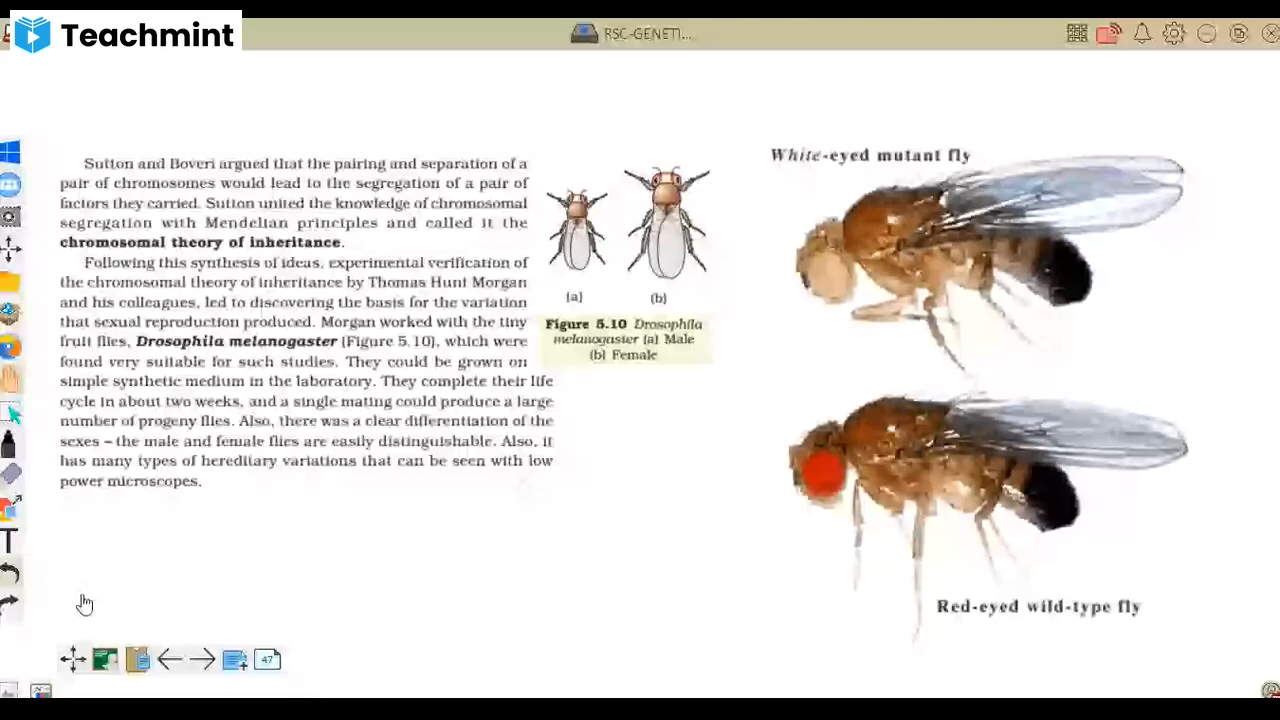 Teachmint
RSC-GENETI...
Sutton and Boveri argued that the pairing and separation of a
pair of chromosomes would lead to the segregation of a pair of
factors they carried. Sutton united the knowledge of chromosomal
segregation with Mendelian principles and called it the
chromosomal theory of inheritance.
Following this synthesis of ideas, experimental verification of
the chromosomal theory of inheritance by Thomas Hunt Morgan
and his colleagues, led to discovering the basis for the variation
that sexual reproduction produced. Morgan worked with the tiny
fruit flies, Drosophila melanogaster (Figure 5.10), which were
found very suitable for such studies. They could be grown on
simple synthetic medium in the laboratory. They complete their life
cycle in about two weeks, and a single mating could produce a large
number of progeny flies. Also, there was a clear differentiation of the
sexes – the male and female flies are easily distinguishable. Also, it
has many types of hereditary variations that can be seen with low
power microscopes.
(a) (b)
Figure 5.10 Drosophila
melanogaster (a) Male
(b) Female
White-eyed mutant fly
Red-eyed wild-type fly
T
47